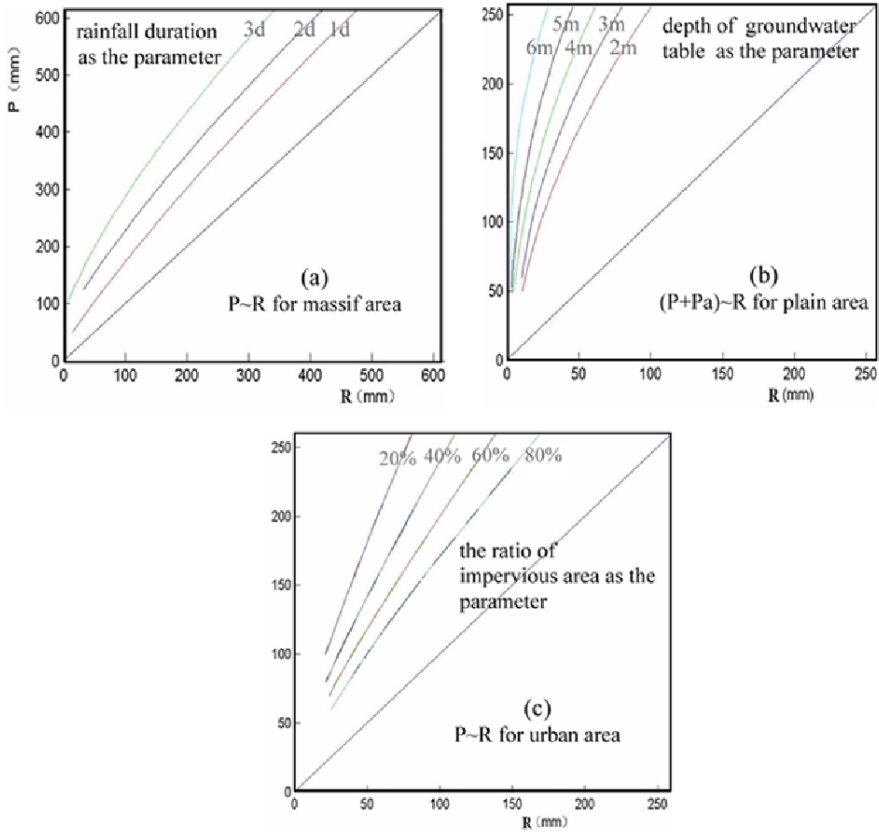 rainfall duration
as the parameter
3d 2d 1d
P (mm)
600
500
400
300
200
100
0
(a)
P~R for massif area
0 100 200 300 400 500 600
R (mm)
depth of groundwater
table as the parameter
5m 3m
6m 4m 2m
250
200
150
100
50
0
(b)
(P+Pa)~R for plain area
0 50 100 150 200 250
R (mm)
20% 40% 60% 80%
the ratio of
impervious area as the
parameter
250
200
150
100
50
0
(c)
P~R for urban area
0 50 100 150 200 250
R (mm)